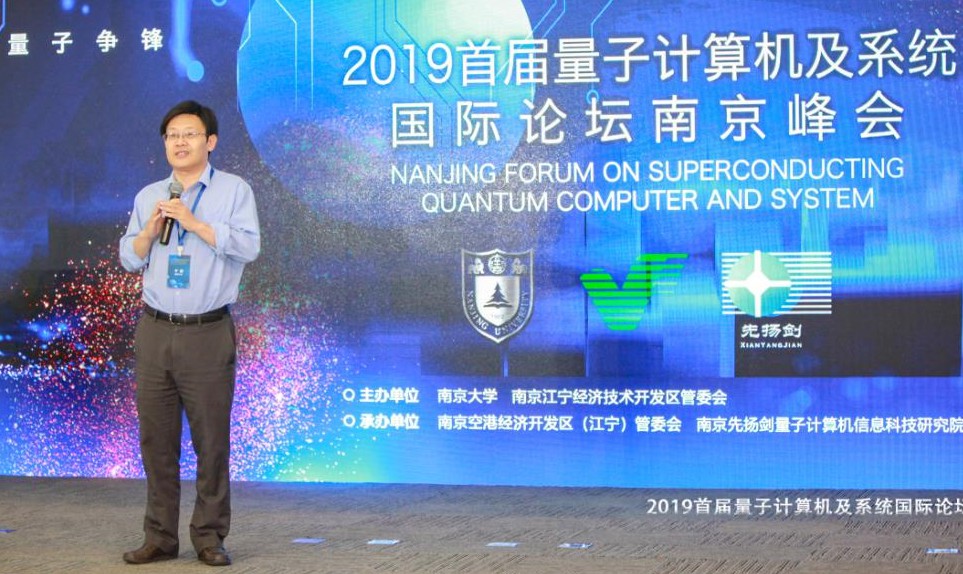 量子争锋
2019首届量子计算机及系统
国际论坛南京峰会
NANJING FORUM ON SUPERCONDUCTING
QUANTUM COMPUTER AND SYSTEM
NANJING UNIVERSITY
先扬剑
XIANYANGJIAN
主办单位 南京大学 南京江宁经济技术开发区管委会
承办单位 南京空港经济开发区（江宁）管委会 南京先扬剑量子计算机信息科技研究院
2019首届量子计算机及系统国际论坛